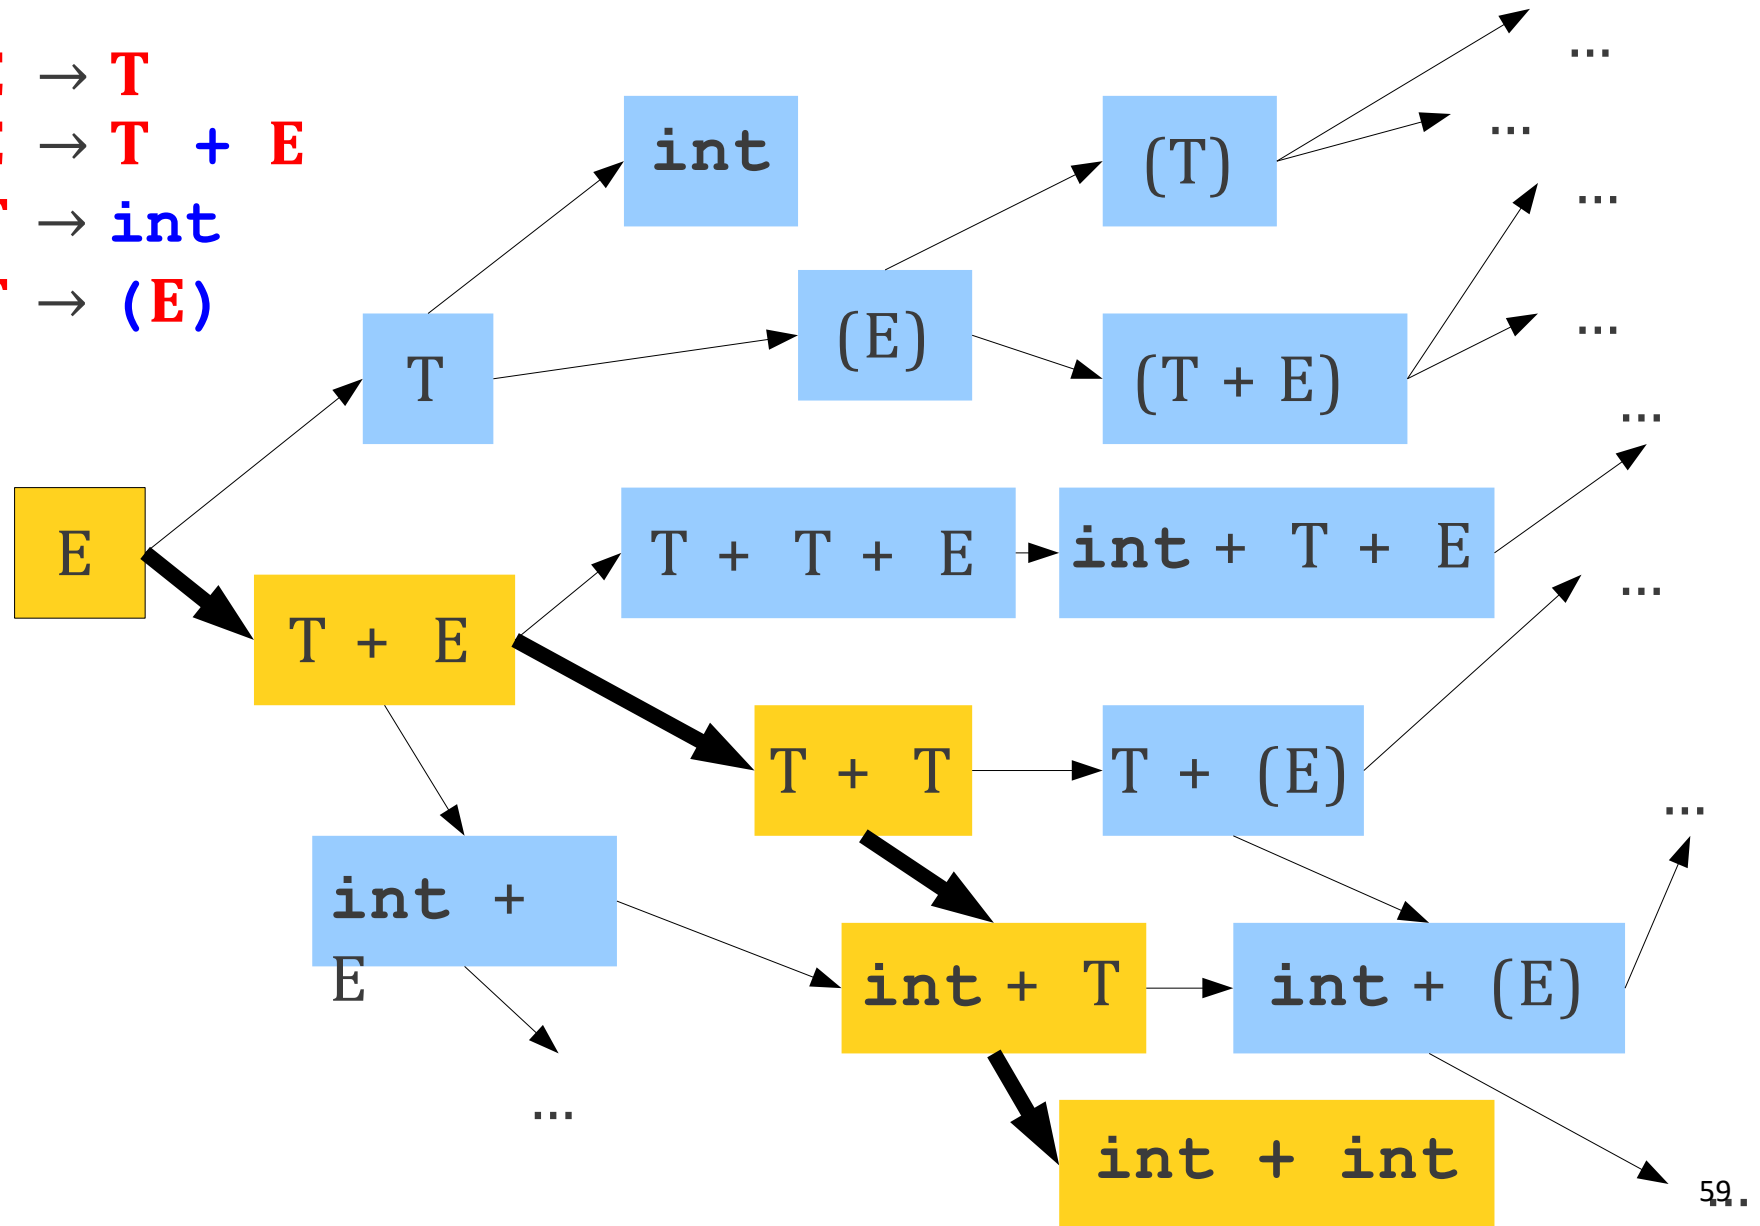 E → T
E → T + E
T → int
T → (E)
...
...
int
(T)
...
(E)
...
T
(T + E)
...
E
T + T + E
int + T + E
...
T + E
T + T
T + (E)
...
int +
E
int + T
int + (E)
...
int + int
59
...